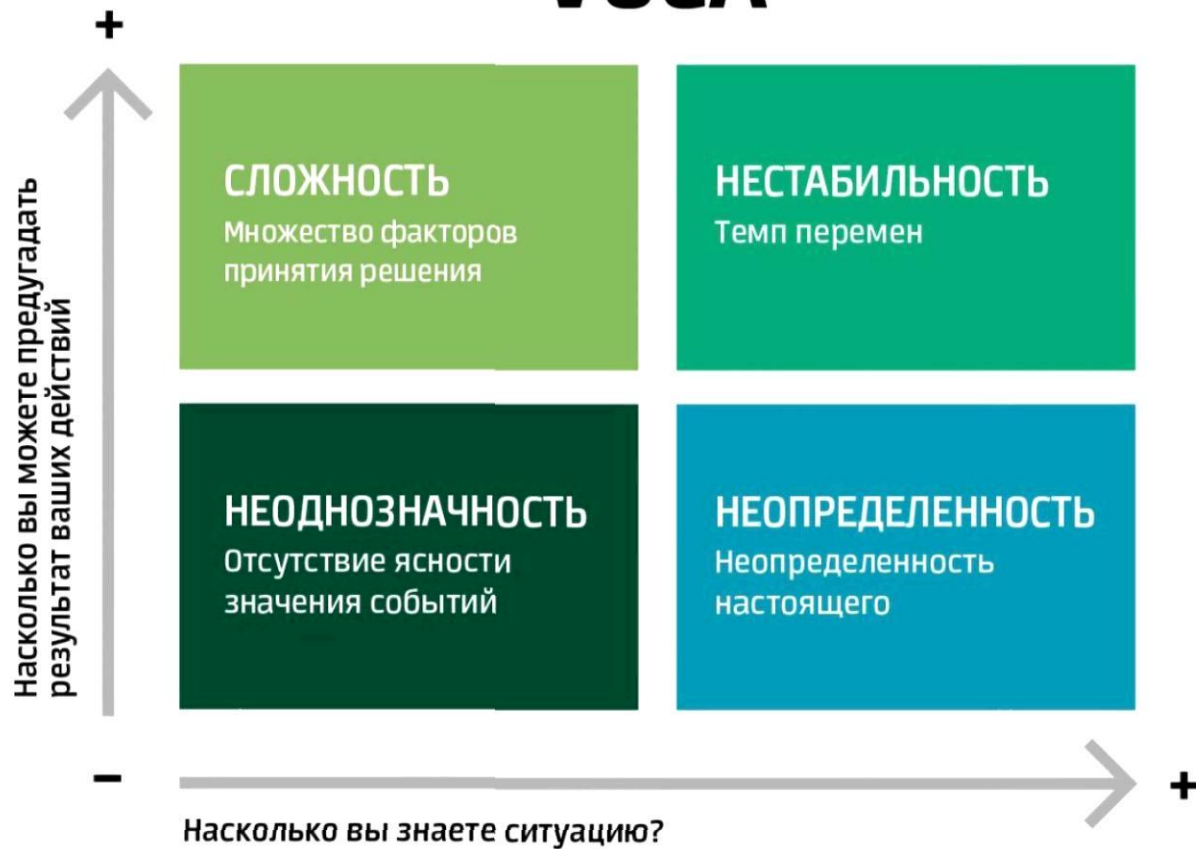 VUCA
+
СЛОЖНОСТЬ
Множество факторов
принятия решения
НЕСТАБИЛЬНОСТЬ
Темп перемен
Насколько вы можете предугадать
результат ваших действий
НЕОДНОЗНАЧНОСТЬ
Отсутствие ясности
значения событий
НЕОПРЕДЕЛЕННОСТЬ
Неопределенность
настоящего
–
+
Насколько вы знаете ситуацию?